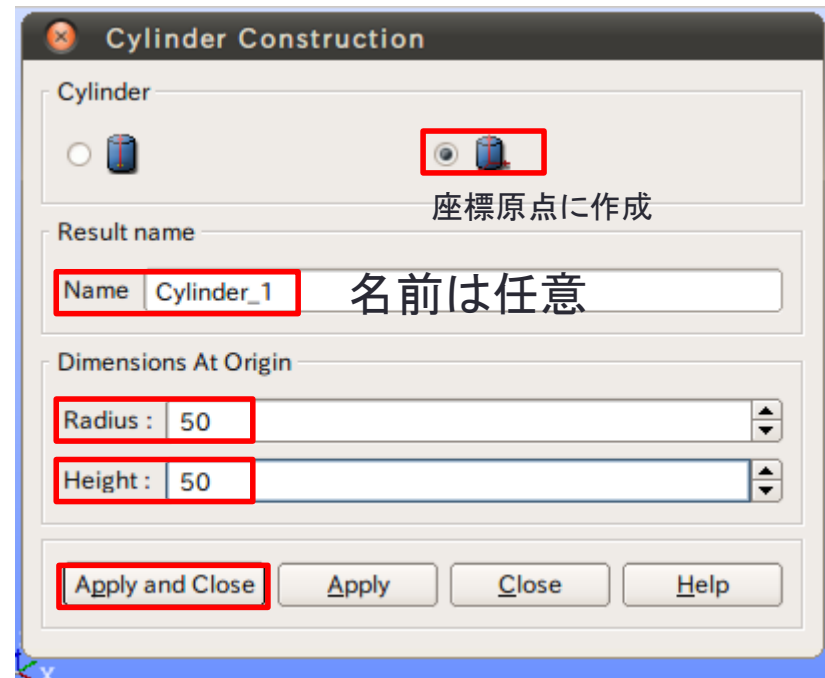 Cylinder Construction
Cylinder
座標原点に作成
Result name
Name Cylinder_1 名前は任意
Dimensions At Origin
Radius : 50
Height : 50
Apply and Close Apply Close Help
X